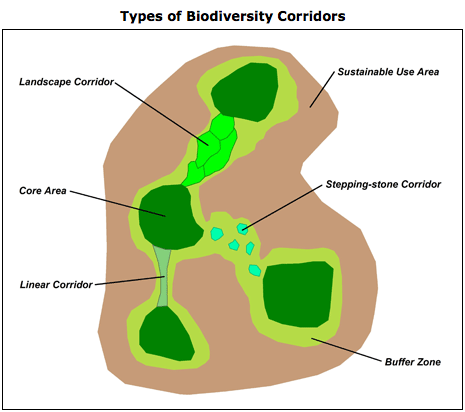 Types of Biodiversity Corridors
Sustainable Use Area
Landscape Corridor
Stepping-stone Corridor
Core Area
Linear Corridor
Buffer Zone